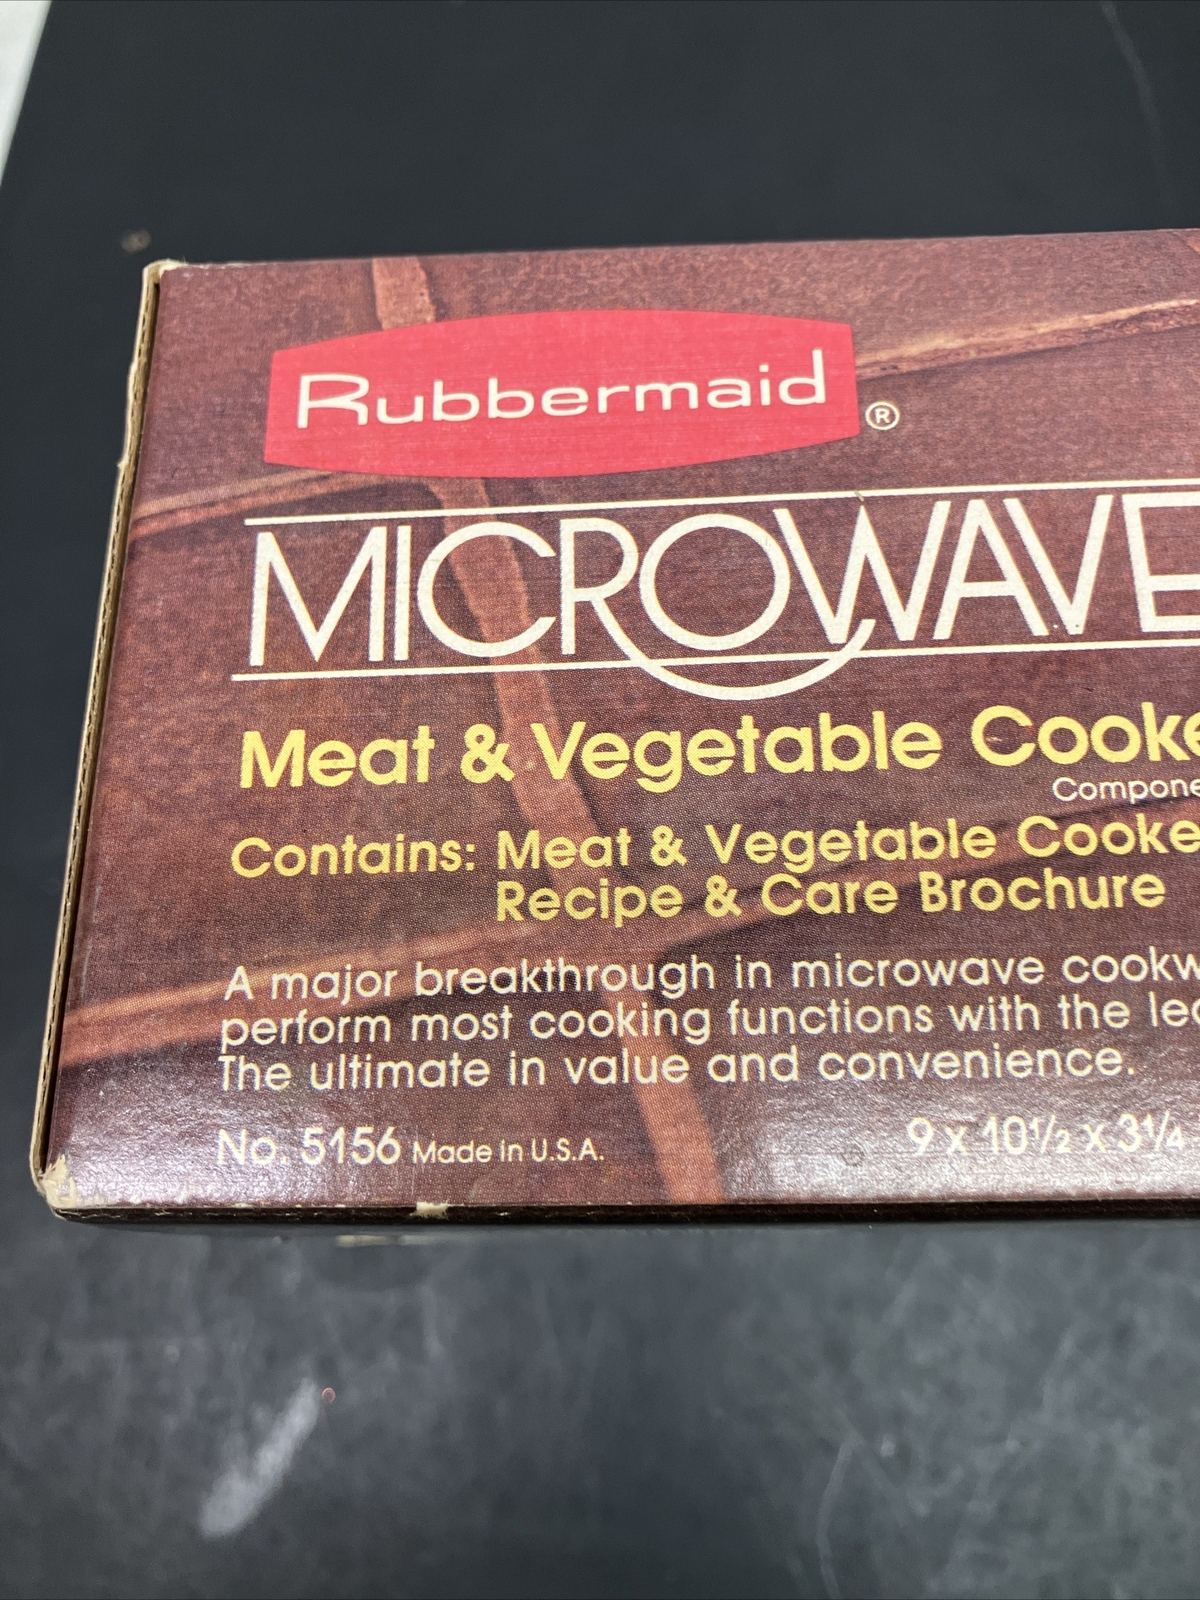 Rubbermaid ®
MICROWAVE
Meat & Vegetable Cooke
Compone
Contains: Meat & Vegetable Cooke
Recipe & Care Brochure
A major breakthrough in microwave cookw
perform most cooking functions with the lea
The ultimate in value and convenience.
No. 5156 Made in U.S.A.
9 x 10½ x 3¼